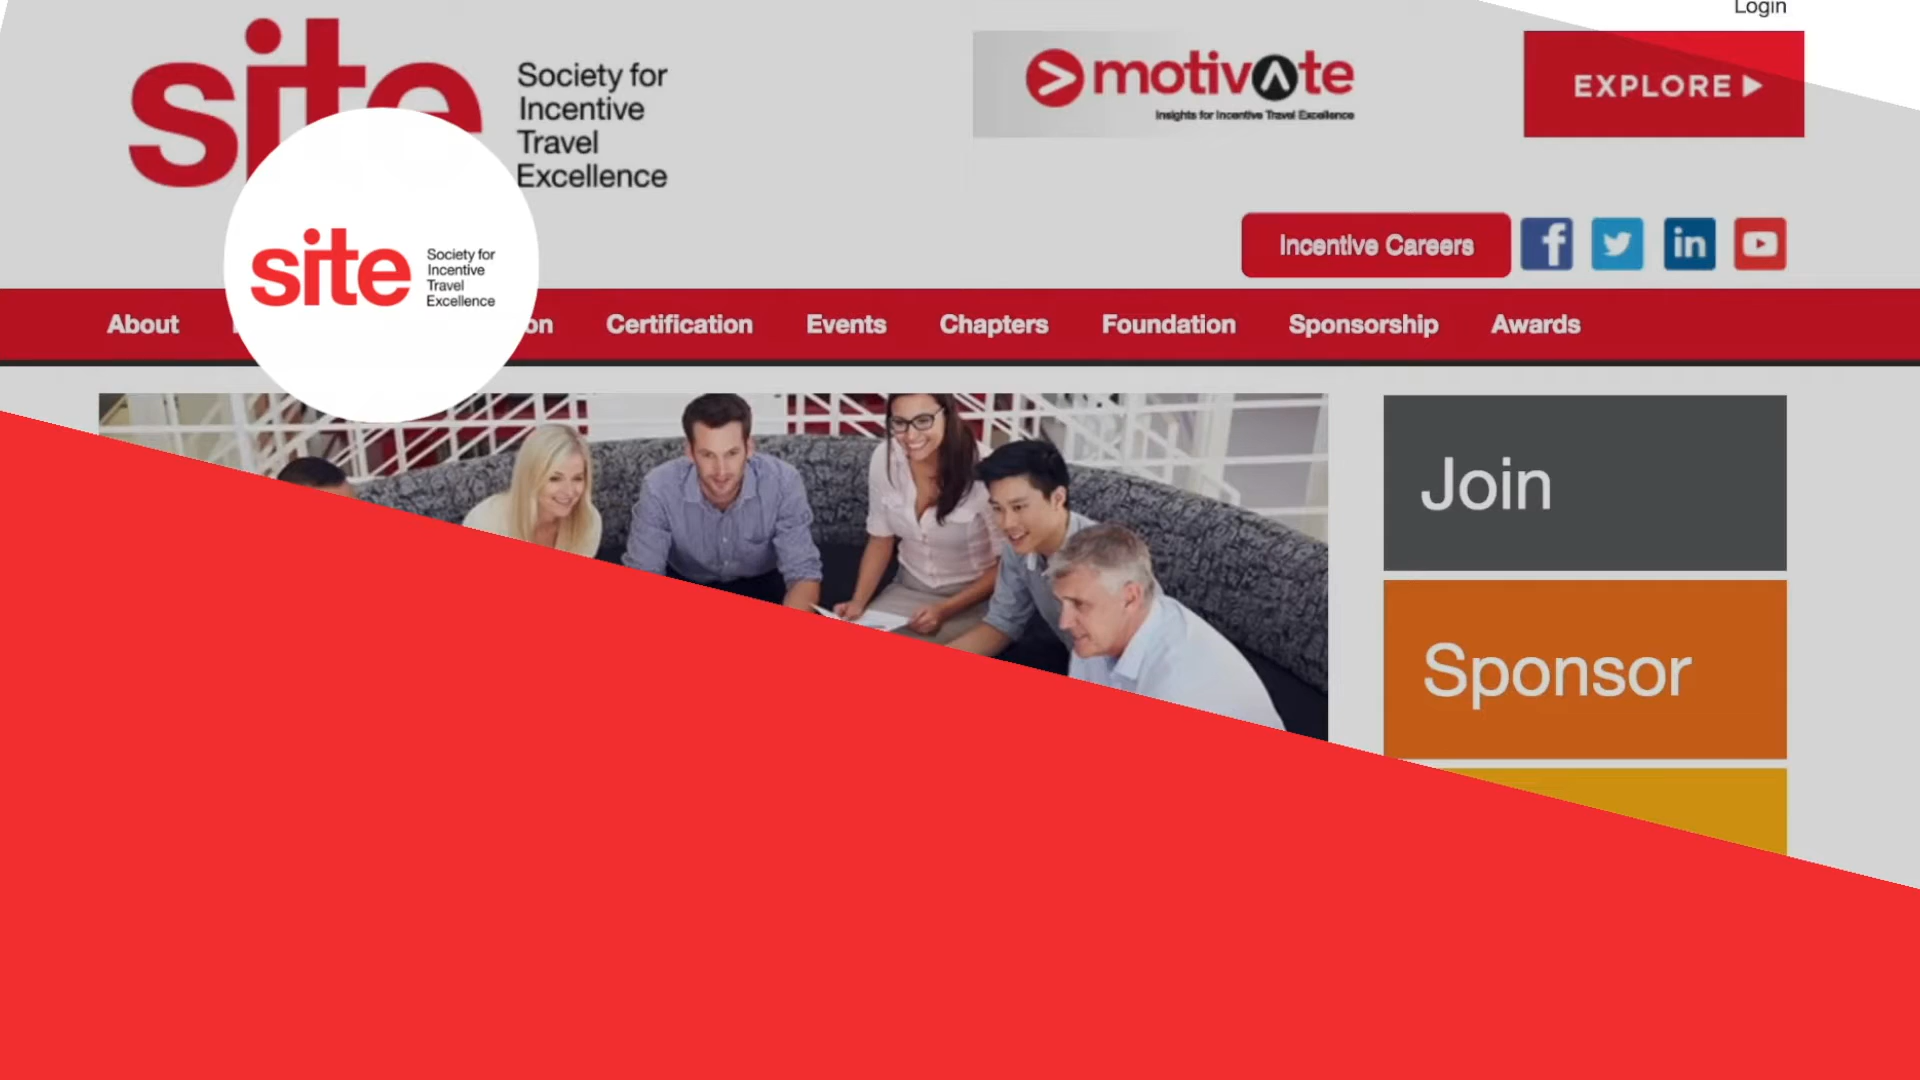 Login
site
Society for
Incentive
Travel
Excellence
motivate
Insights for Incentive Travel Excellence
EXPLORE
Incentive Careers
site
Society for
Incentive
Travel
Excellence
About
Certification
Events
Chapters
Foundation
Sponsorship
Awards
Join
Sponsor